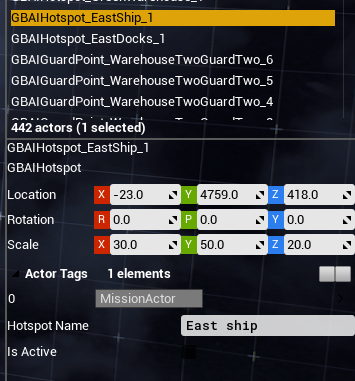 GBAIHotspot_EastShip_1
GBAIHotspot_EastDocks_1
GBAIGuardPoint_WarehouseTwoGuardTwo_6
GBAIGuardPoint_WarehouseTwoGuardTwo_5
GBAIGuardPoint_WarehouseTwoGuardTwo_4
442 actors (1 selected)
GBAIHotspot_EastShip_1
GBAIHotspot
Location X -23.0 Y 4759.0 Z 418.0
Rotation R 0.0 P 0.0 Y 0.0
Scale X 30.0 Y 50.0 Z 20.0
Actor Tags 1 elements
0 MissionActor
Hotspot Name East ship
Is Active